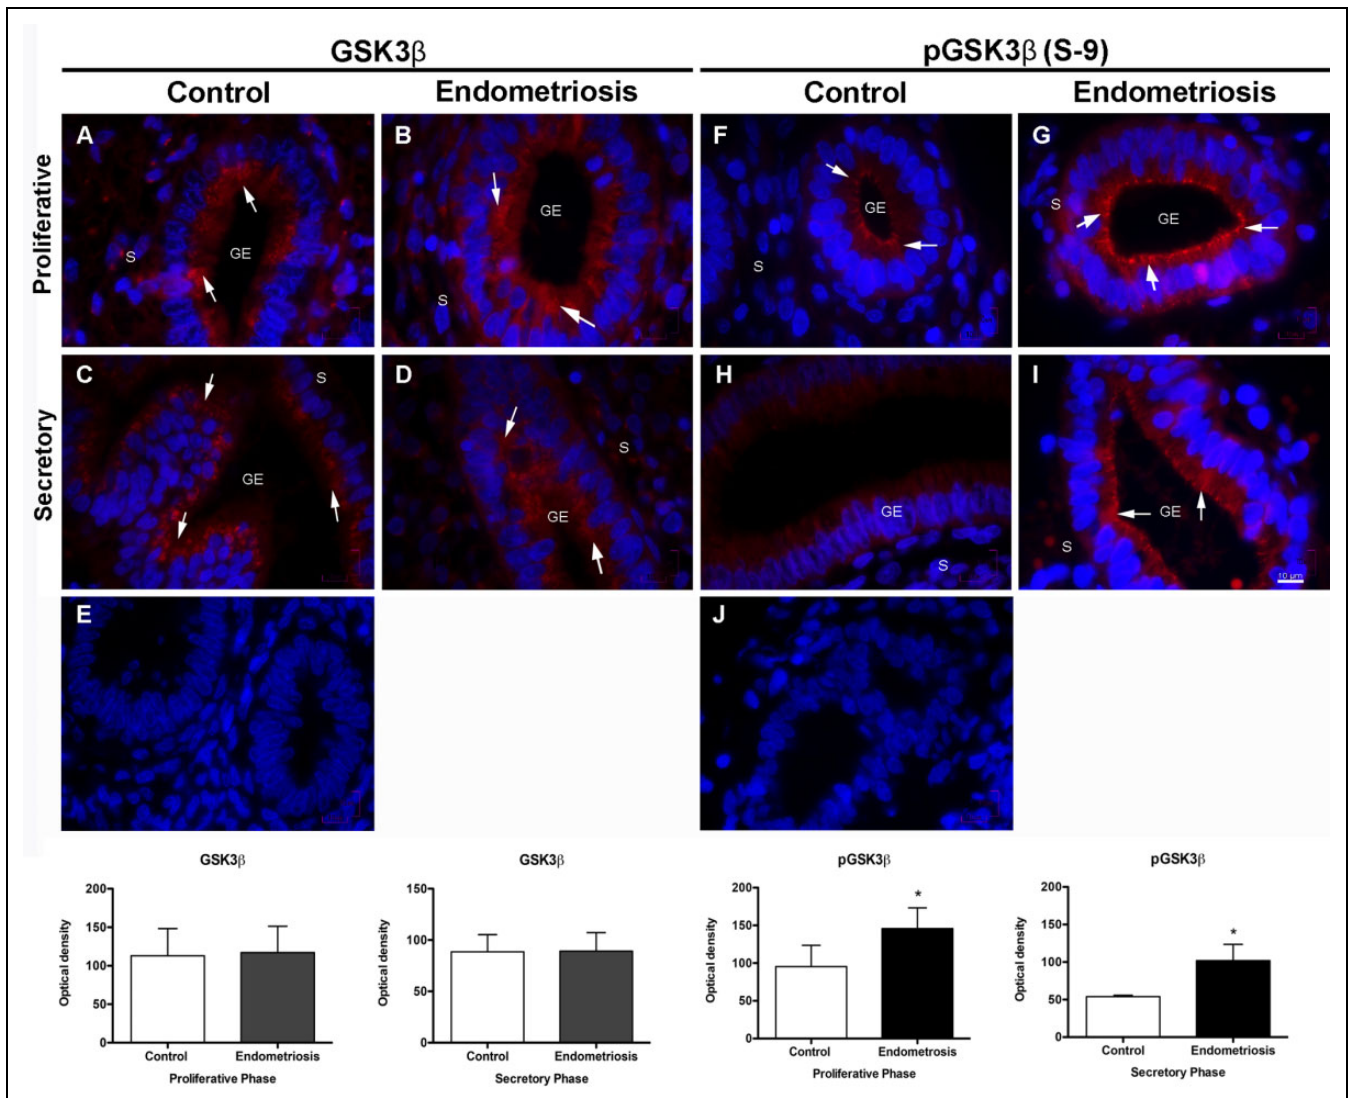 GSK3β
pGSK3β (S-9)
Control
Endometriosis
Control
Endometriosis
Proliferative
A
GE
S
B
GE
S
F
GE
S
G
GE
S
Secretory
C
S
GE
D
S
GE
H
GE
S
I
GE
S
10 µm
E
J
GSK3β
Optical density
200
150
100
50
0
Control
Endometriosis
Proliferative Phase
GSK3β
Optical density
150
100
50
0
Control
Endometriosis
Secretory Phase
pGSK3β
Optical density
200
150
100
50
0
*
Control
Endometriosis
Proliferative Phase
pGSK3β
Optical density
200
150
100
50
0
*
Control
Endometriosis
Secretory Phase